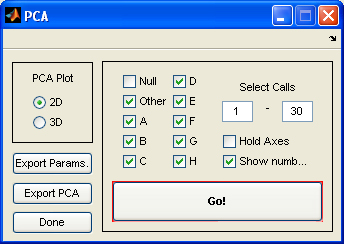 PCA
PCA Plot
2D
3D
Export Params.
Export PCA
Done
Null
Other
A
B
C
D
E
F
G
H
Select Calls
1 - 30
Hold Axes
Show numb...
Go!